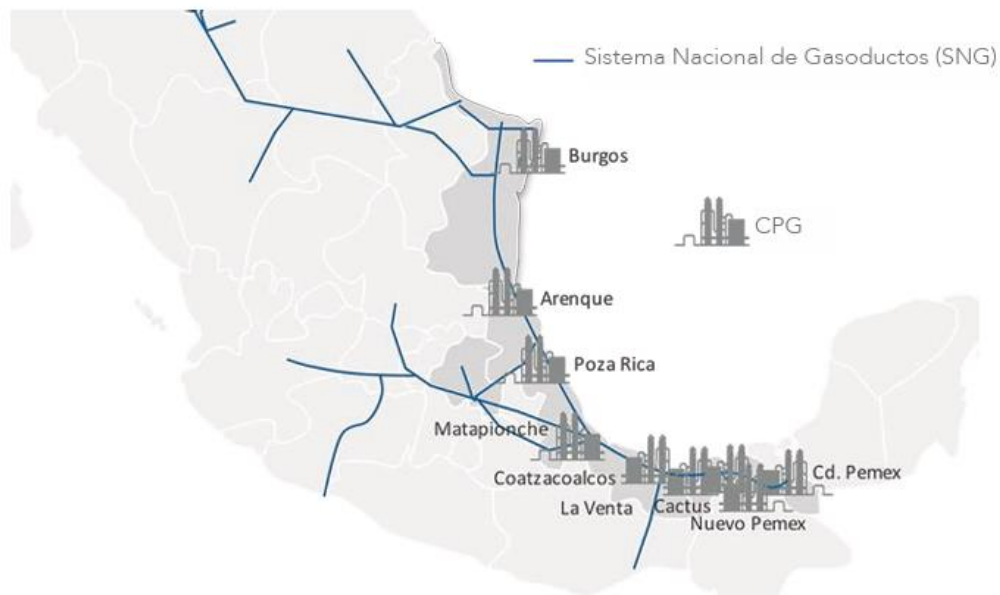 Sistema Nacional de Gasoductos (SNG)
Burgos
CPG
Arenque
Poza Rica
Matapionche
Coatzacoalcos
Cd. Pemex
La Venta
Cactus
Nuevo Pemex